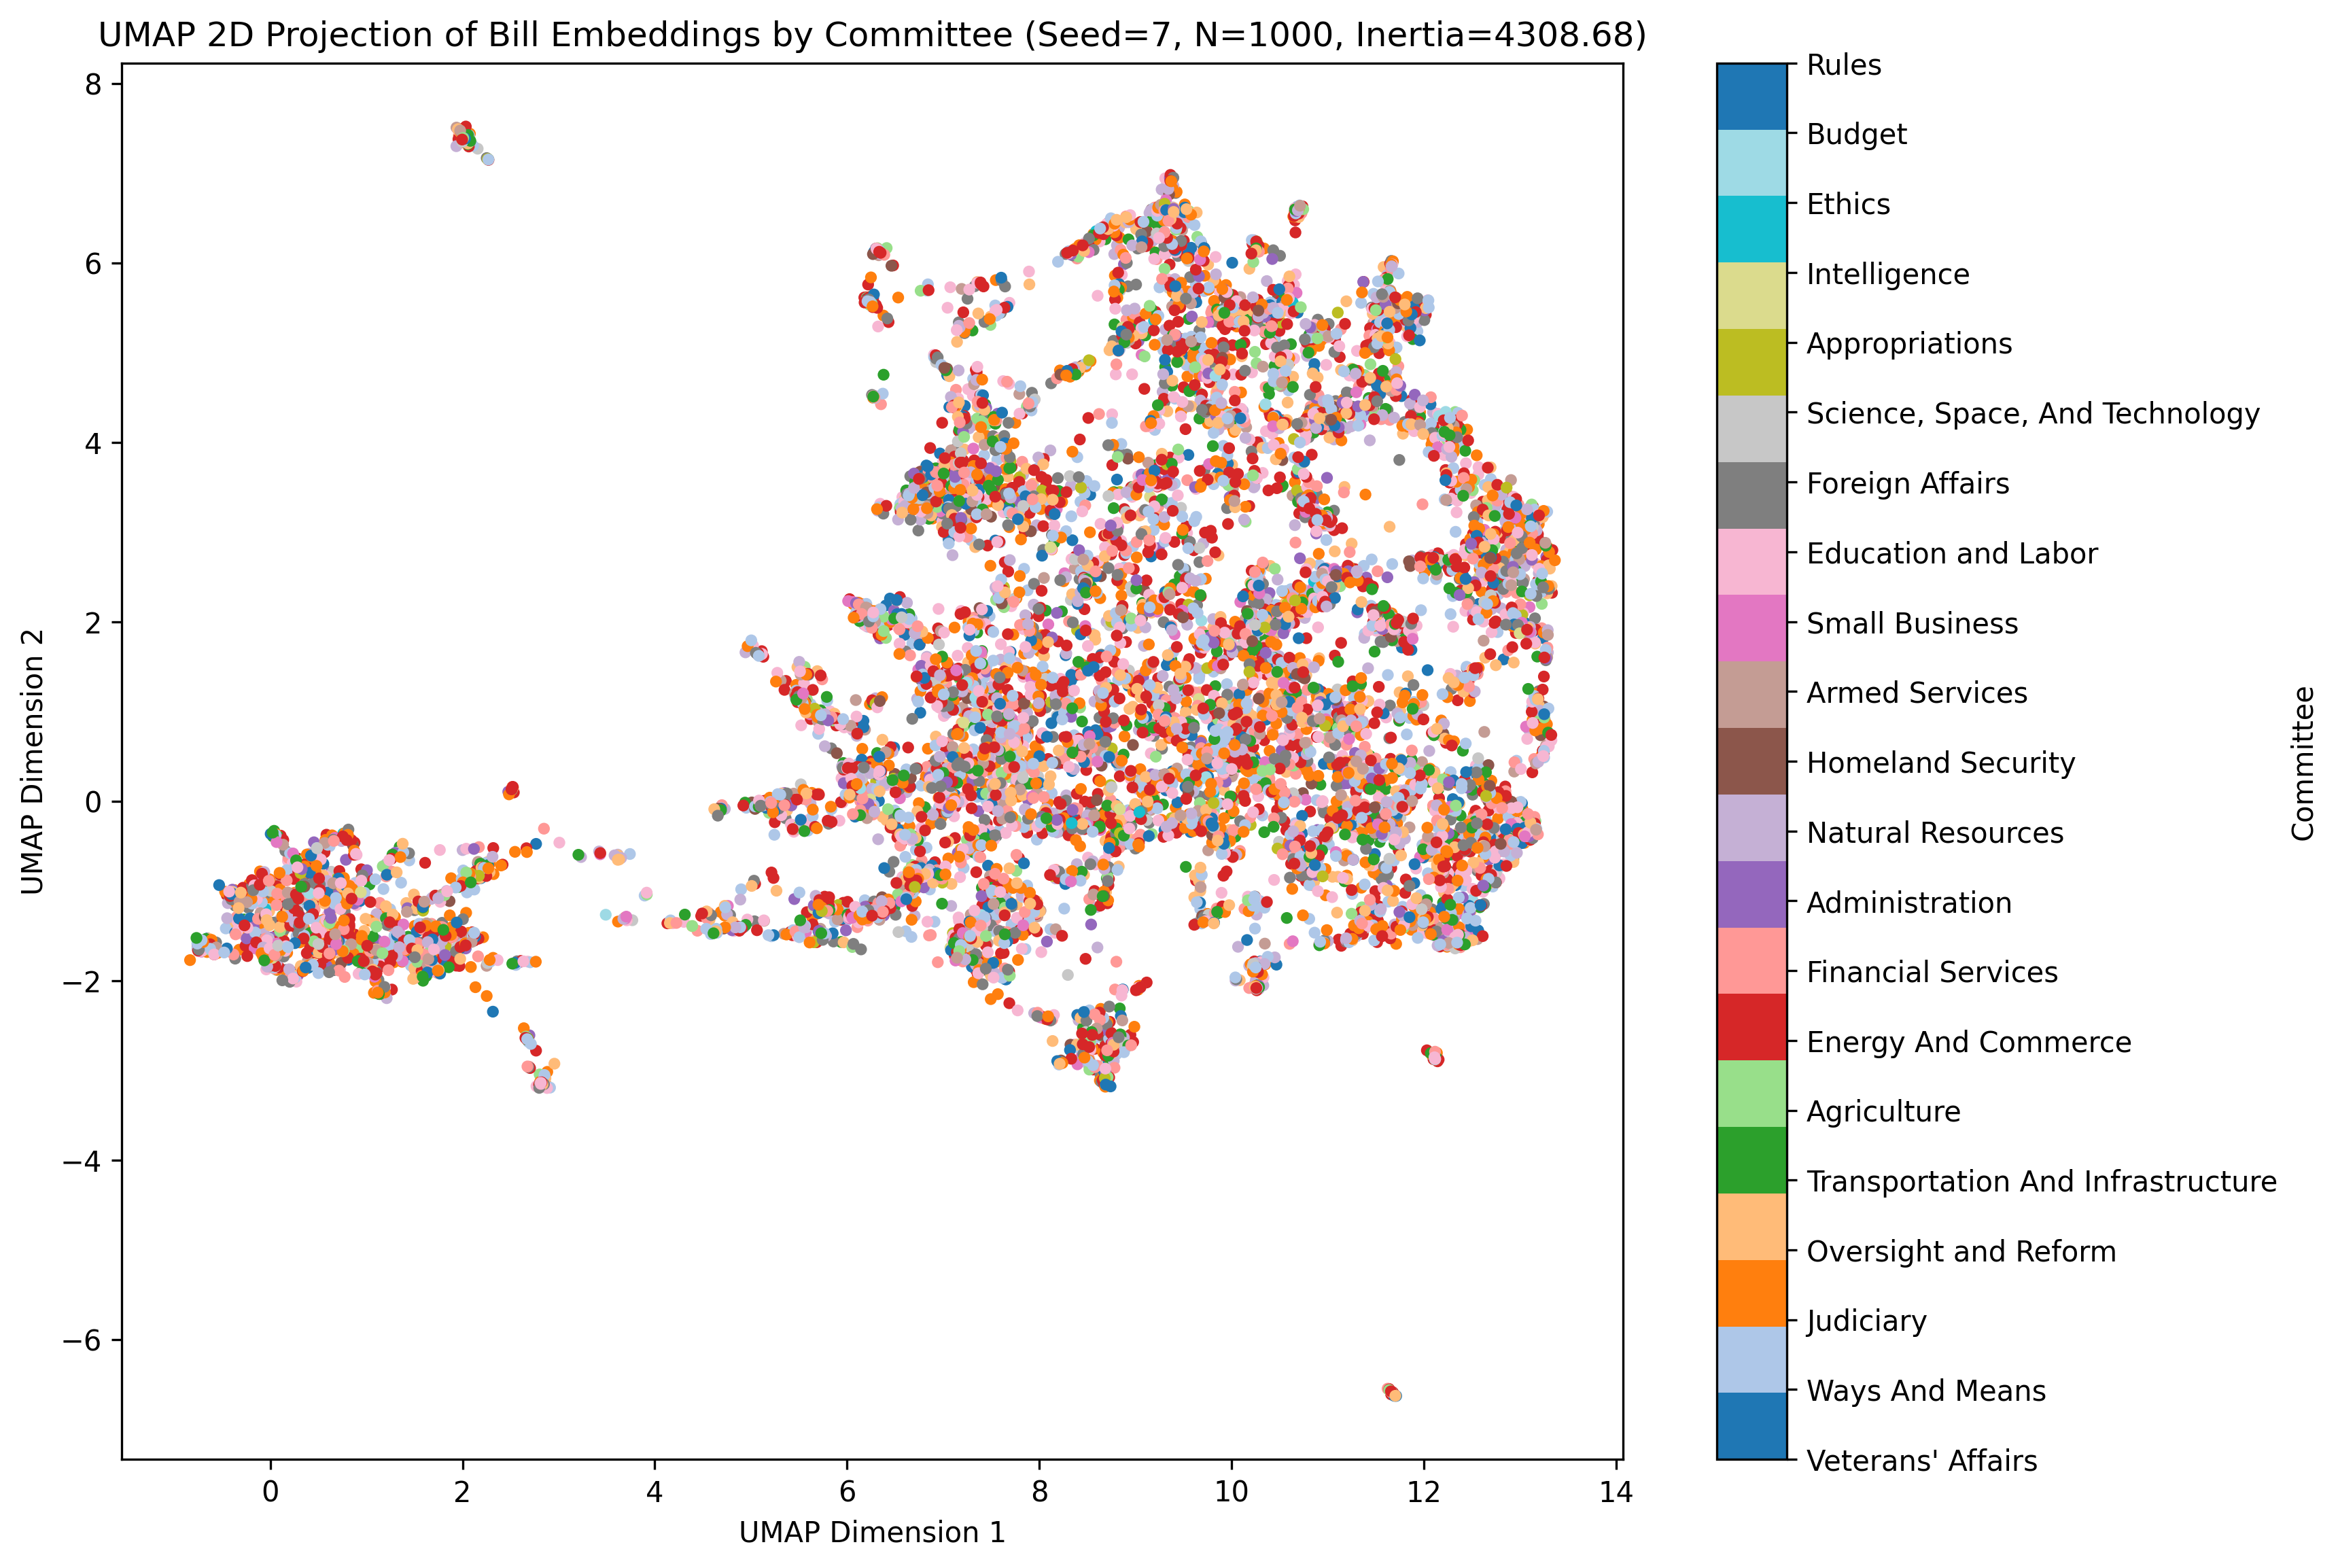 UMAP 2D Projection of Bill Embeddings by Committee (Seed=7, N=1000, Inertia=4308.68)
8
6
4
2
0
−2
−4
−6
UMAP Dimension 2
0
2
4
6
8
10
12
14
UMAP Dimension 1
Rules
Budget
Ethics
Intelligence
Appropriations
Science, Space, And Technology
Foreign Affairs
Education and Labor
Small Business
Armed Services
Homeland Security
Natural Resources
Administration
Financial Services
Energy And Commerce
Agriculture
Transportation And Infrastructure
Oversight and Reform
Judiciary
Ways And Means
Veterans' Affairs
Committee